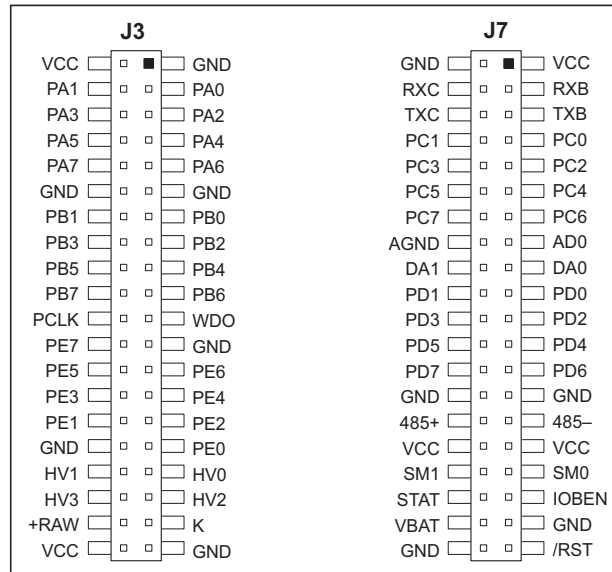 J3 J7
VCC GND GND VCC
PA1 PA0 RXC RXB
PA3 PA2 TXC TXB
PA5 PA4 PC1 PC0
PA7 PA6 PC3 PC2
GND GND PC5 PC4
PB1 PB0 PC7 PC6
PB3 PB2 AGND AD0
PB5 PB4 DA1 DA0
PB7 PB6 PD1 PD0
PCLK WDO PD3 PD2
PE7 GND PD5 PD4
PE5 PE6 PD7 PD6
PE3 PE4 GND GND
PE1 PE2 485+ 485–
GND PE0 VCC VCC
HV1 HV0 SM1 SM0
HV3 HV2 STAT IOBEN
+RAW K VBAT GND
VCC GND GND /RST